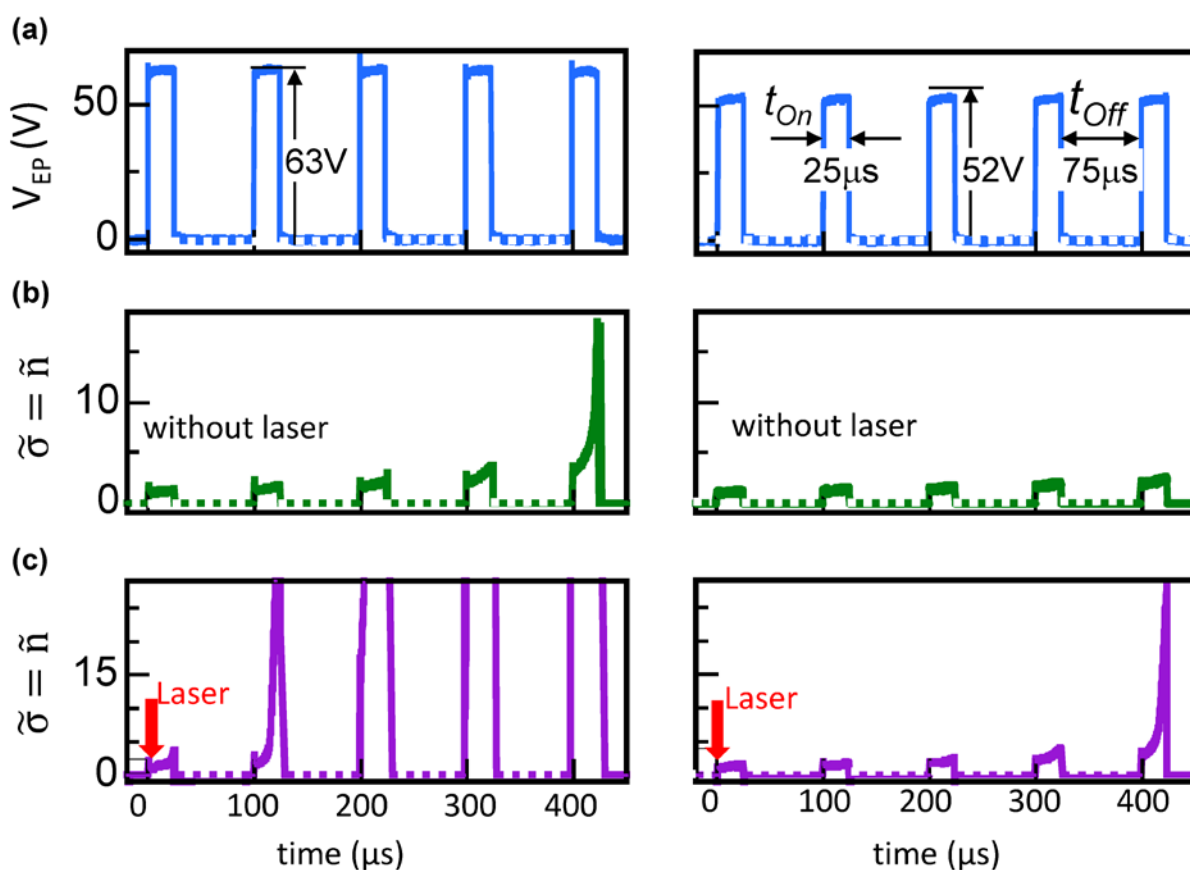 (a)
V_EP (V)
50
0
63V
t_On
25μs
52V
t_Off
75μs
(b)
σ̃ = ñ
10
0
without laser
without laser
(c)
σ̃ = ñ
15
0
Laser
Laser
0 100 200 300 400
0 100 200 300 400
time (μs)
time (μs)